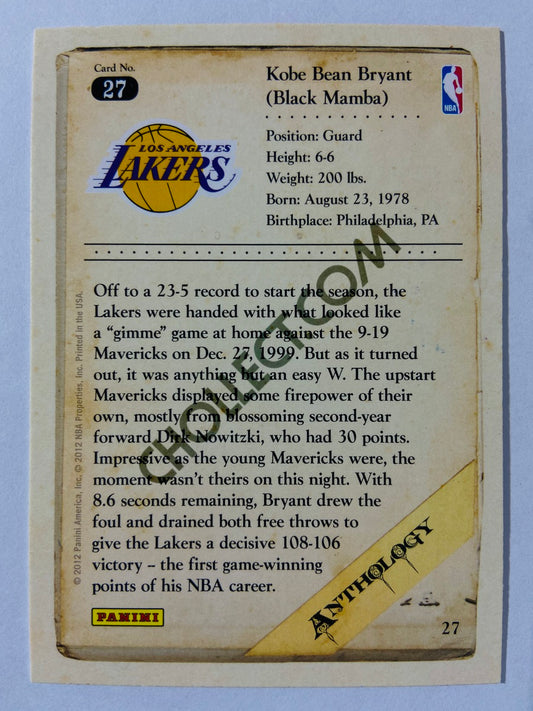 Card No.
27
Kobe Bean Bryant
(Black Mamba)
NBA
LOS ANGELES
LAKERS
Position: Guard
Height: 6-6
Weight: 200 lbs.
Born: August 23, 1978
Birthplace: Philadelphia, PA
Off to a 23-5 record to start the season, the
Lakers were handed with what looked like
a “gimme” game at home against the 9-19
Mavericks on Dec. 27, 1999. But as it turned
out, it was anything but an easy W. The upstart
Mavericks displayed some firepower of their
own, mostly from blossoming second-year
forward Dirk Nowitzki, who had 30 points.
Impressive as the young Mavericks were, the
moment wasn’t theirs on this night. With
8.6 seconds remaining, Bryant drew the
foul and drained both free throws to
give the Lakers a decisive 108-106
victory – the first game-winning
points of his NBA career.
© 2012 Panini America, Inc. © 2012 NBA Properties, Inc. Printed in the USA.
CHOLLECT.COM
PANINI
ANTHOLOGY
27